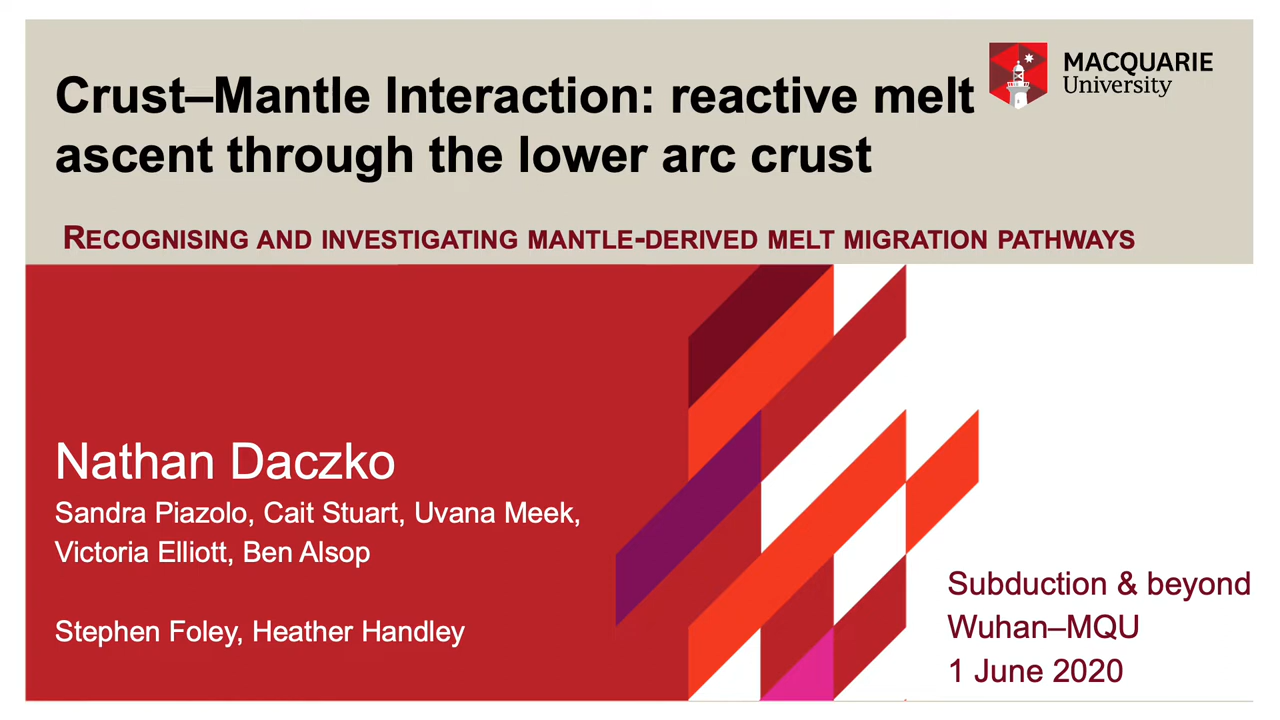 Crust–Mantle Interaction: reactive melt
ascent through the lower arc crust
MACQUARIE
University
RECOGNISING AND INVESTIGATING MANTLE-DERIVED MELT MIGRATION PATHWAYS
Nathan Daczko
Sandra Piazolo, Cait Stuart, Uvana Meek,
Victoria Elliott, Ben Alsop
Stephen Foley, Heather Handley
Subduction & beyond
Wuhan–MQU
1 June 2020